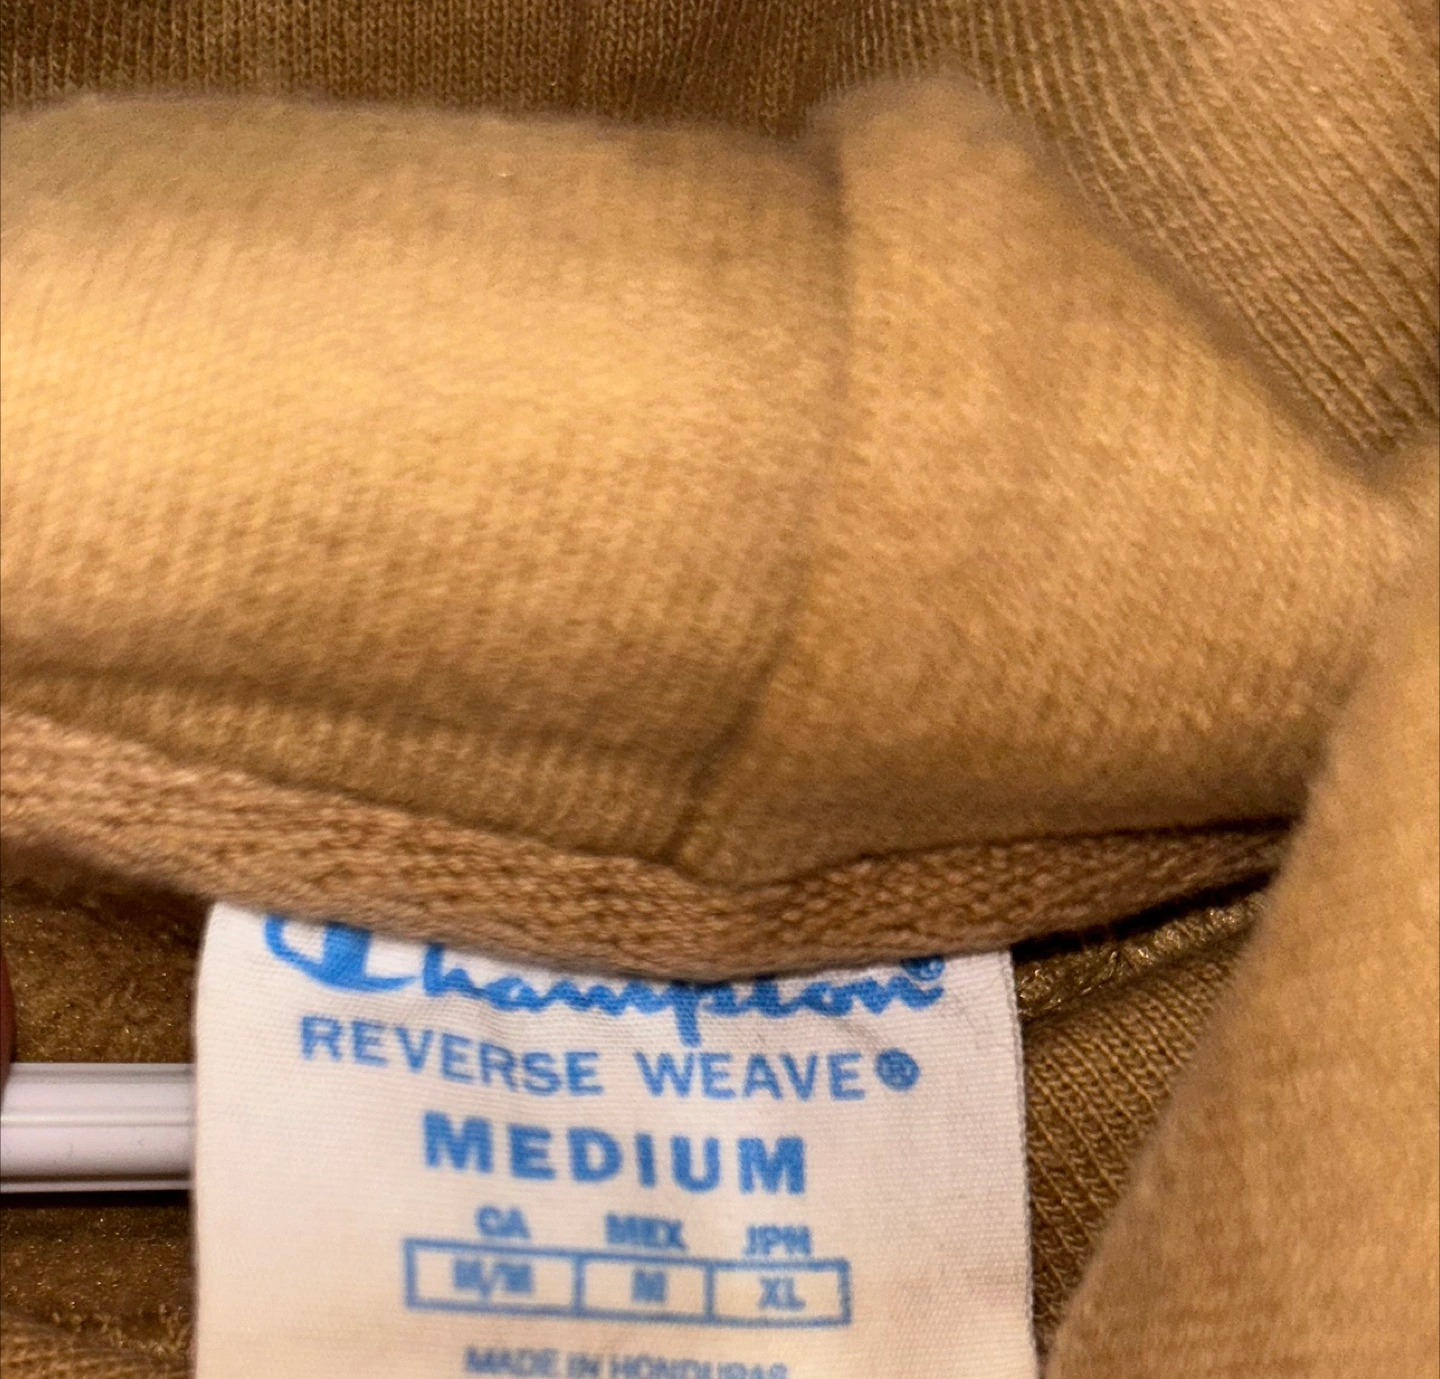 Champion®
REVERSE WEAVE®
MEDIUM
CA MEX JPN
M/M M XL
MADE IN HONDURAS